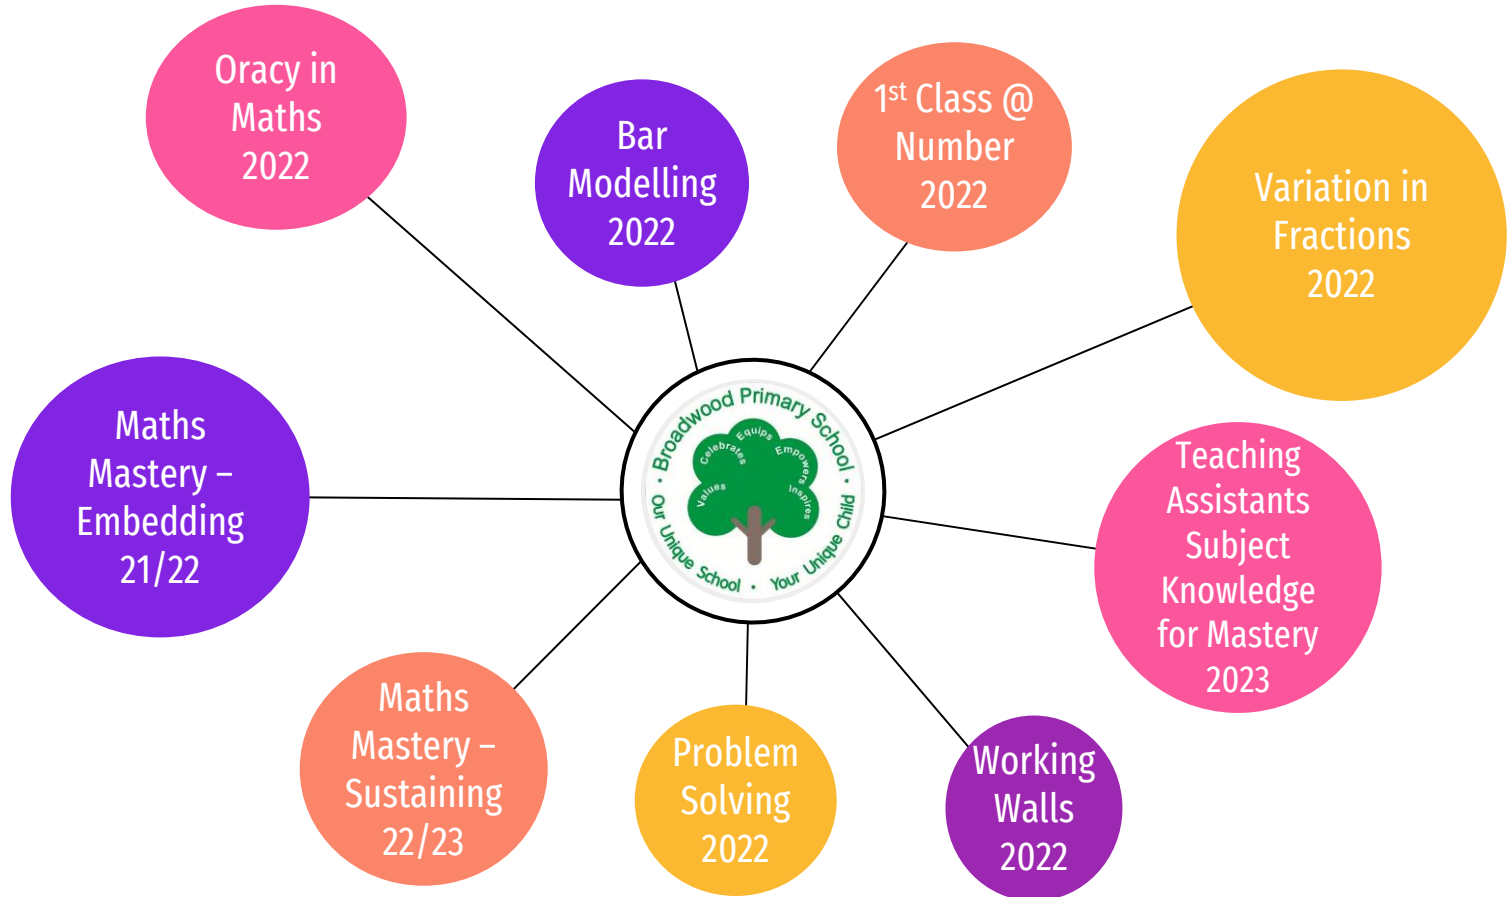 Oracy in
Maths
2022
Bar
Modelling
2022
1st Class @
Number
2022
Variation in
Fractions
2022
Maths
Mastery –
Embedding
21/22
• Broadwood Primary School •
Our Unique School • Your Unique Child
Values
Celebrates
Equips
Empowers
Inspires
Teaching
Assistants
Subject
Knowledge
for Mastery
2023
Maths
Mastery –
Sustaining
22/23
Problem
Solving
2022
Working
Walls
2022